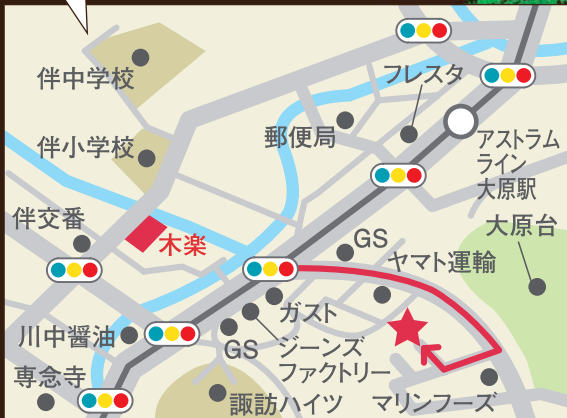 フレスタ
伴中学校
郵便局
アストラム
ライン
大原駅
伴小学校
伴交番
木楽
大原台
GS
ヤマト運輸
ガスト
川中醤油
GS
ジーンズ
ファクトリー
専念寺
諏訪ハイツ
マリンフーズ